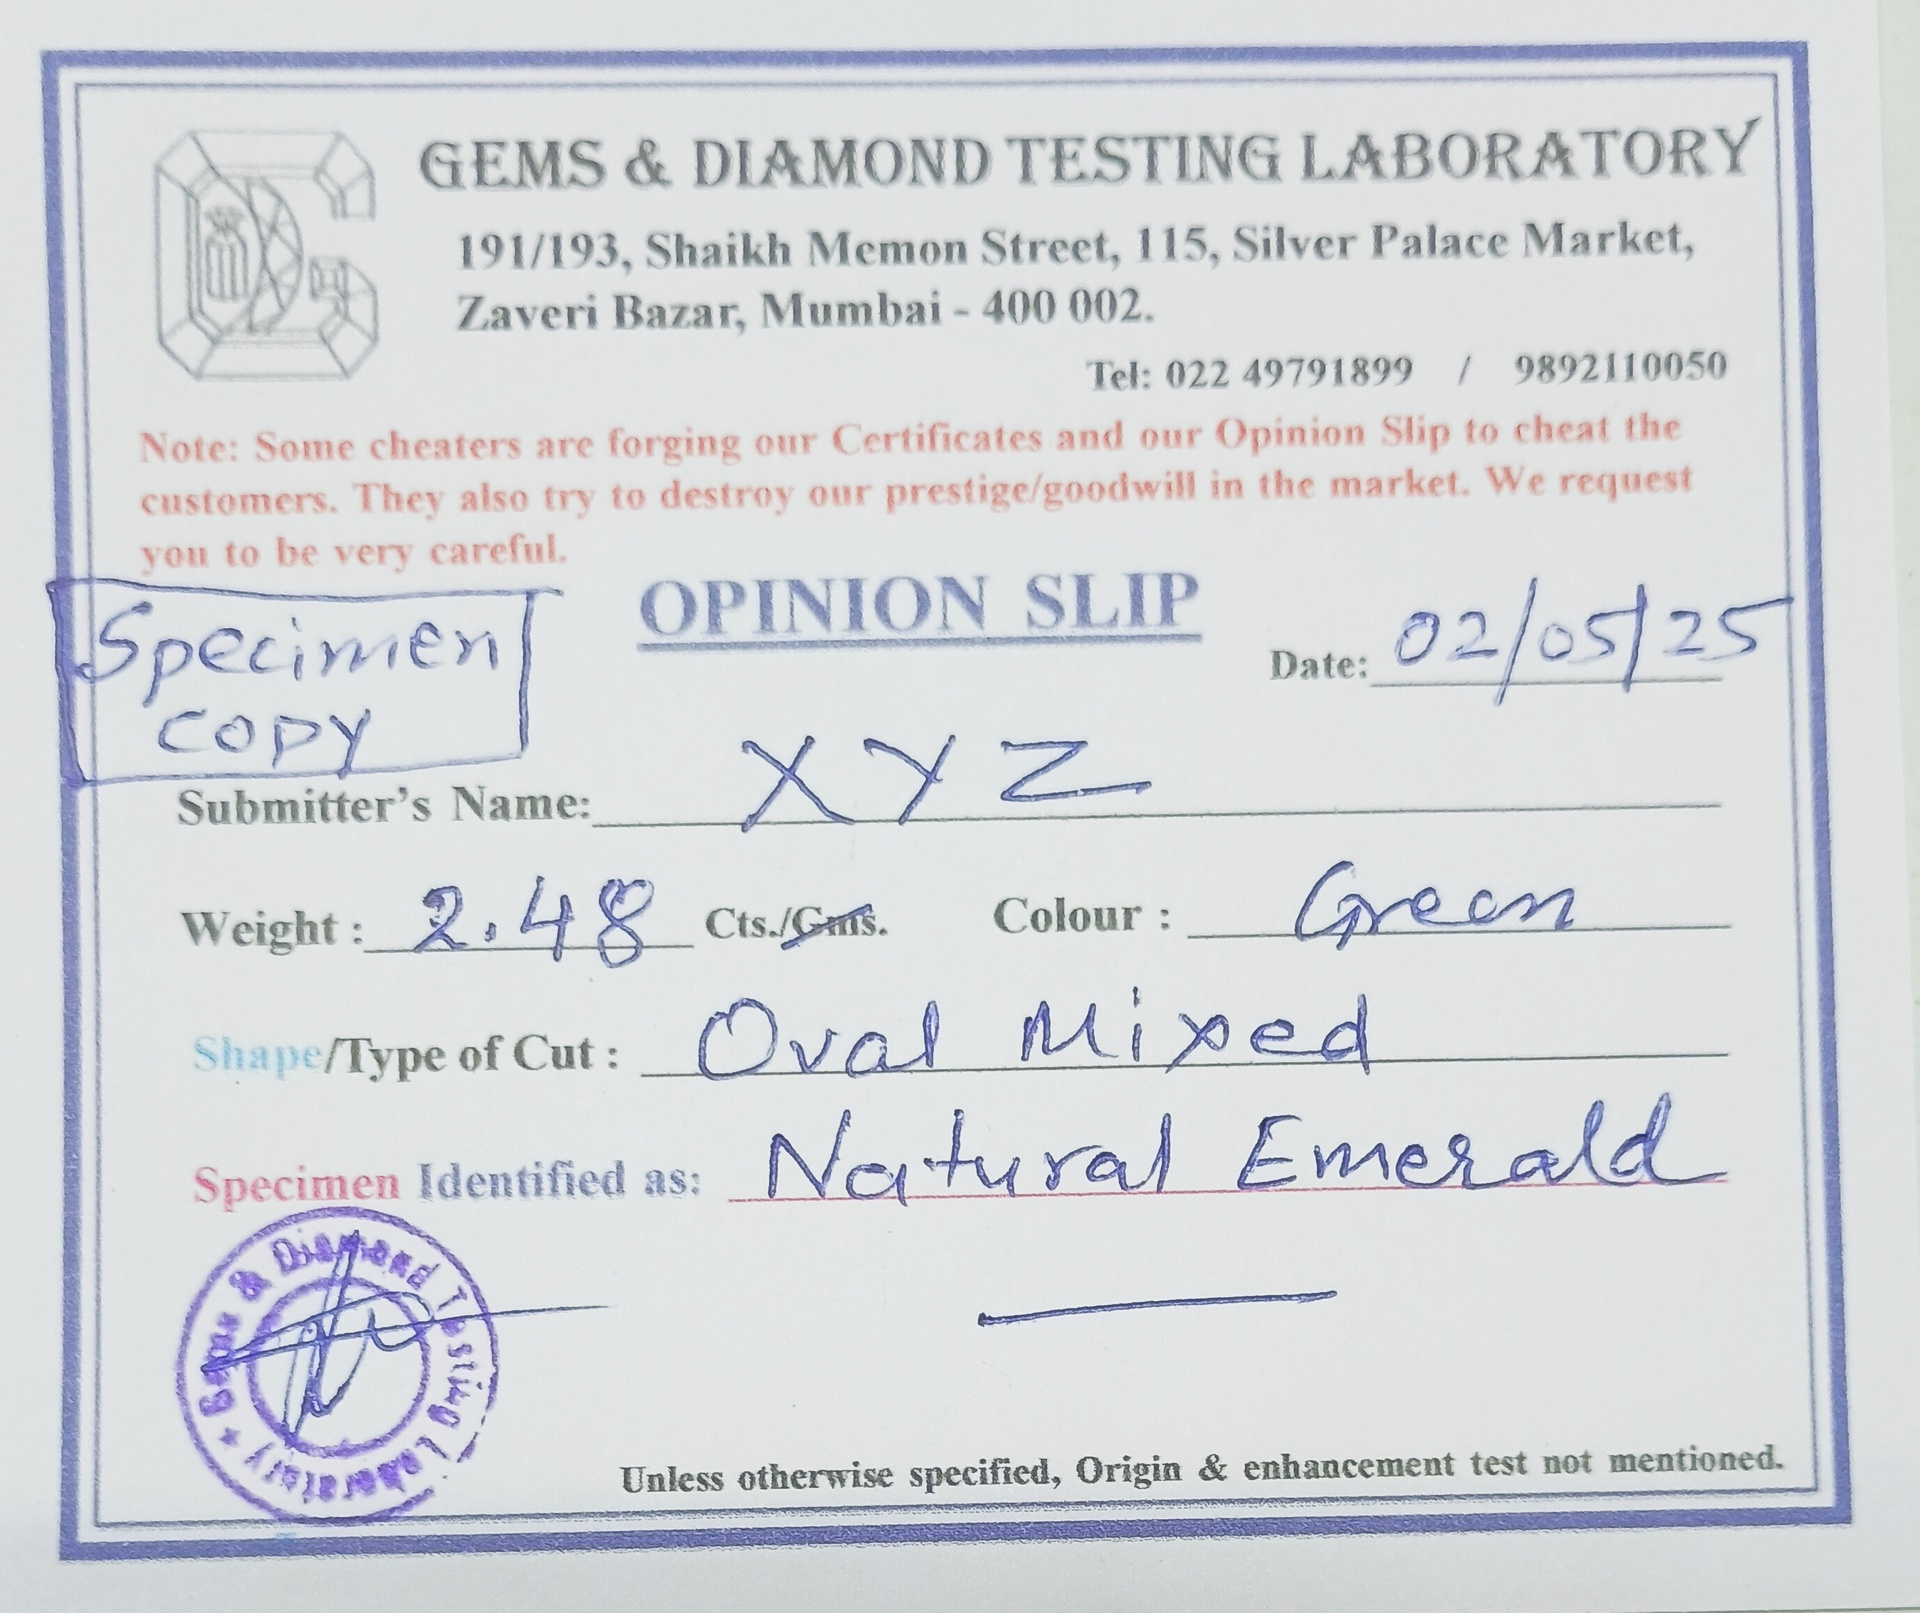 GEMS & DIAMOND TESTING LABORATORY
191/193, Shaikh Memon Street, 115, Silver Palace Market,
Zaveri Bazar, Mumbai - 400 002.
Tel: 022 49791899 / 9892110050
Note: Some cheaters are forging our Certificates and our Opinion Slip to cheat the
customers. They also try to destroy our prestige/goodwill in the market. We request
you to be very careful.
Specimen
copy
OPINION SLIP
Date: 02/05/25
Submitter's Name: XYZ
Weight : 2.48 Cts./Gms. Colour : Green
Shape/Type of Cut : Oval Mixed
Specimen Identified as: Natural Emerald
Gems & Diamond Testing Laboratory ★
Unless otherwise specified, Origin & enhancement test not mentioned.